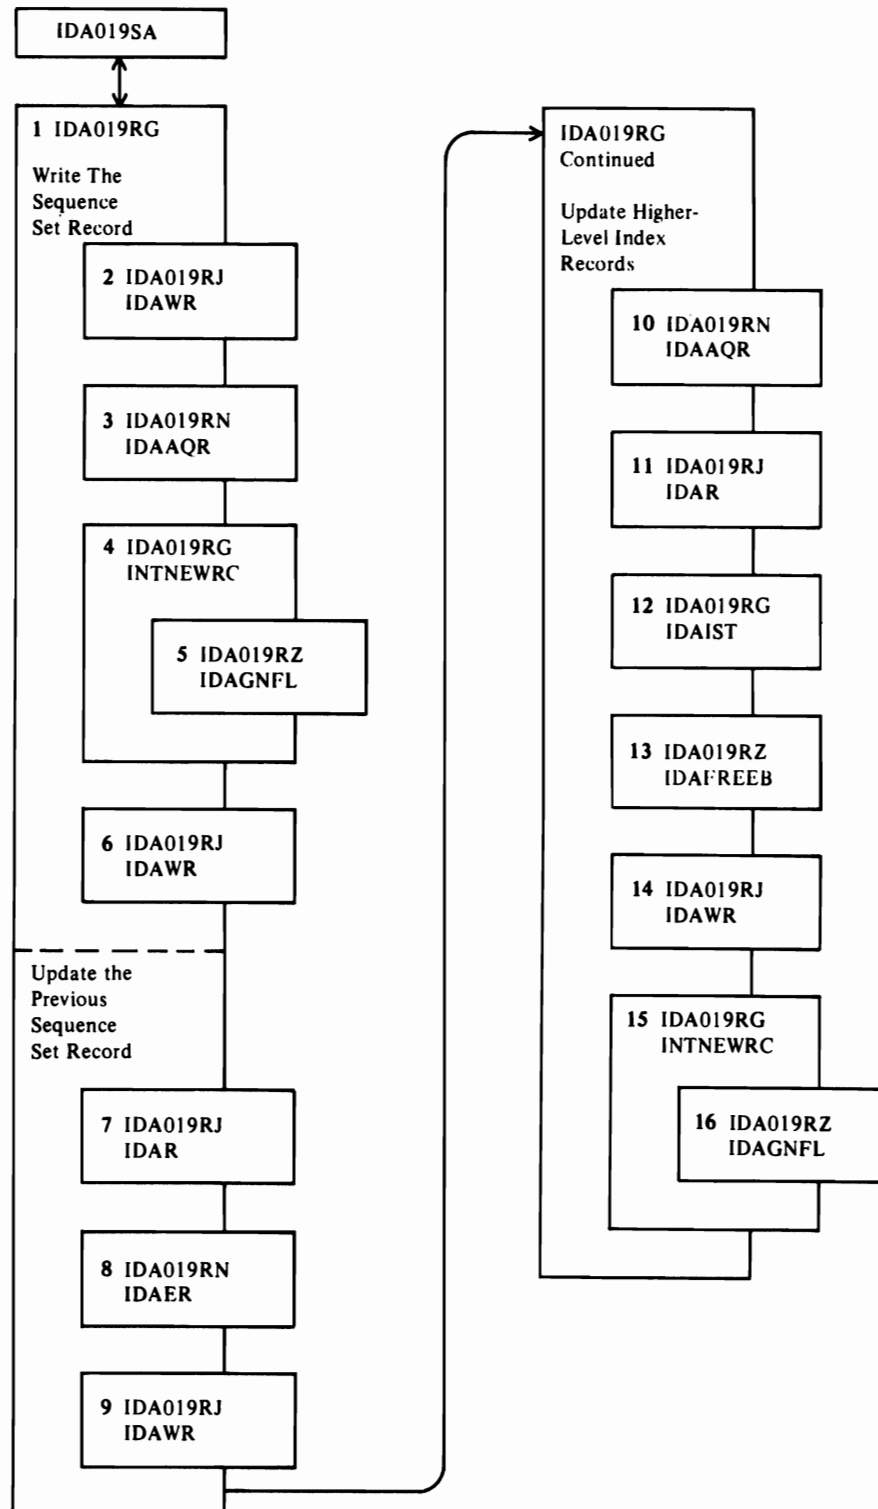 IDA019SA
1 IDA019RG
Write The
Sequence
Set Record
2 IDA019RJ
IDAWR
3 IDA019RN
IDAAQR
4 IDA019RG
INTNEWRC
5 IDA019RZ
IDAGNFL
6 IDA019RJ
IDAWR
Update the
Previous
Sequence
Set Record
7 IDA019RJ
IDAR
8 IDA019RN
IDAER
9 IDA019RJ
IDAWR
IDA019RG
Continued
Update Higher-
Level Index
Records
10 IDA019RN
IDAAQR
11 IDA019RJ
IDAR
12 IDA019RG
IDAIST
13 IDA019RZ
IDAFREEB
14 IDA019RJ
IDAWR
15 IDA019RG
INTNEWRC
16 IDA019RZ
IDAGNFL